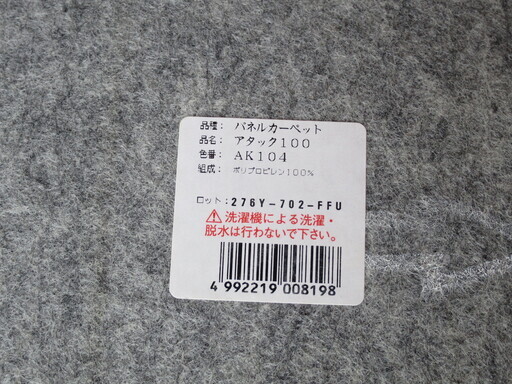 品種： パネルカーペット
品名： アタック100
色番： AK104
組成： ポリプロピレン100%
ロット：276Y-702-FFU
⚠洗濯機による洗濯・
脱水は行わないで下さい。
4 992219 008198